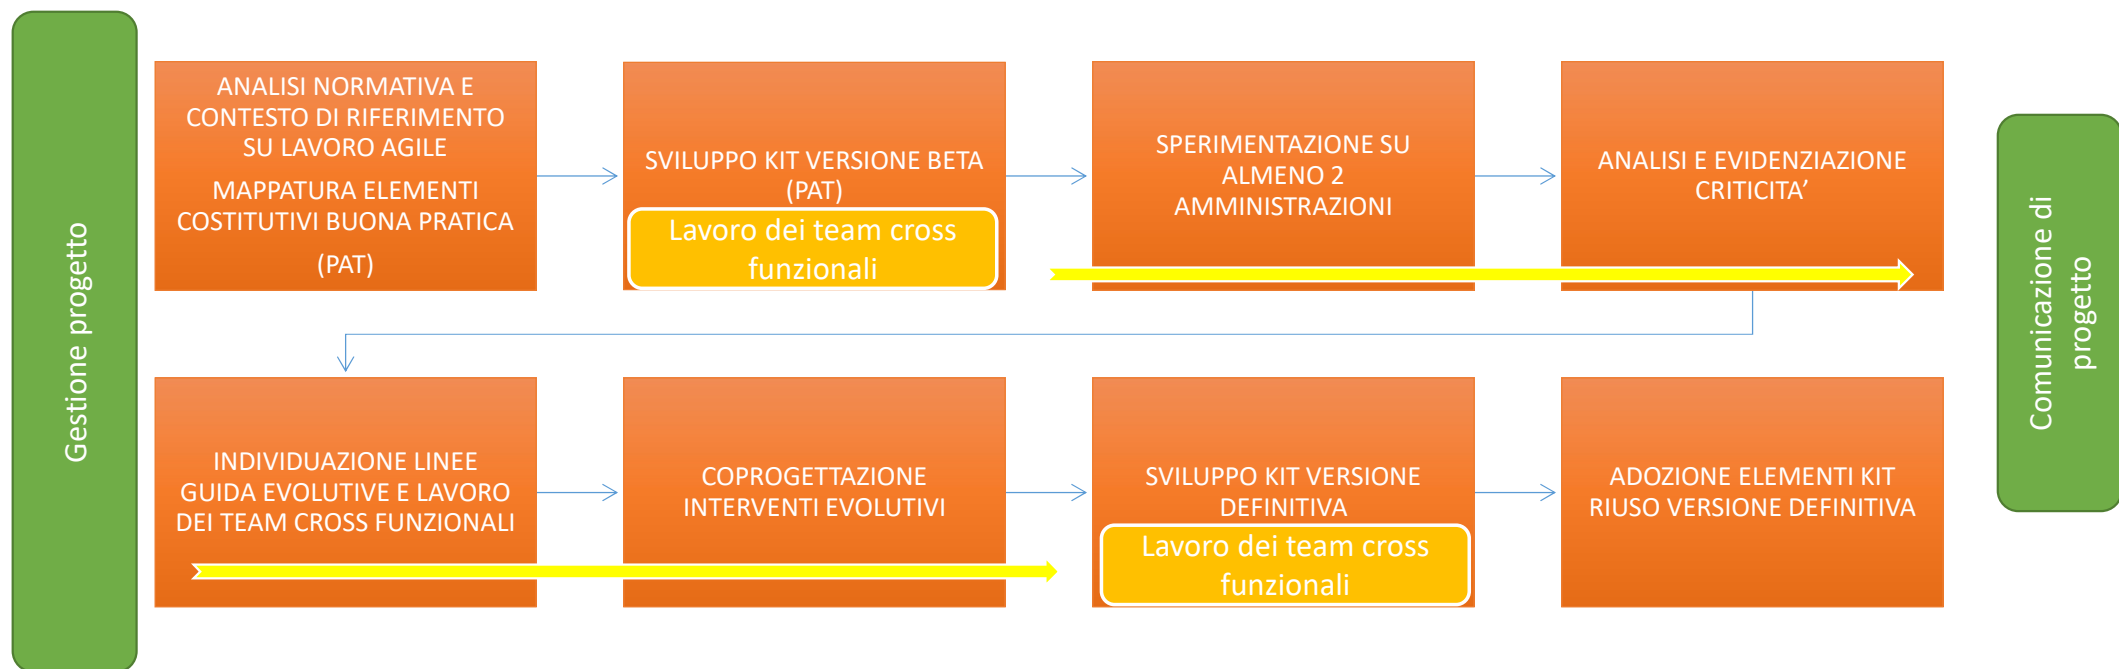 Gestione progetto
ANALISI NORMATIVA E
CONTESTO DI RIFERIMENTO
SU LAVORO AGILE
MAPPATURA ELEMENTI
COSTITUTIVI BUONA PRATICA
(PAT)
SVILUPPO KIT VERSIONE BETA
(PAT)
Lavoro dei team cross
funzionali
SPERIMENTAZIONE SU
ALMENO 2
AMMINISTRAZIONI
ANALISI E EVIDENZIAZIONE
CRITICITA’
INDIVIDUAZIONE LINEE
GUIDA EVOLUTIVE E LAVORO
DEI TEAM CROSS FUNZIONALI
COPROGETTAZIONE
INTERVENTI EVOLUTIVI
SVILUPPO KIT VERSIONE
DEFINITIVA
Lavoro dei team cross
funzionali
ADOZIONE ELEMENTI KIT
RIUSO VERSIONE DEFINITIVA
Comunicazione di
progetto